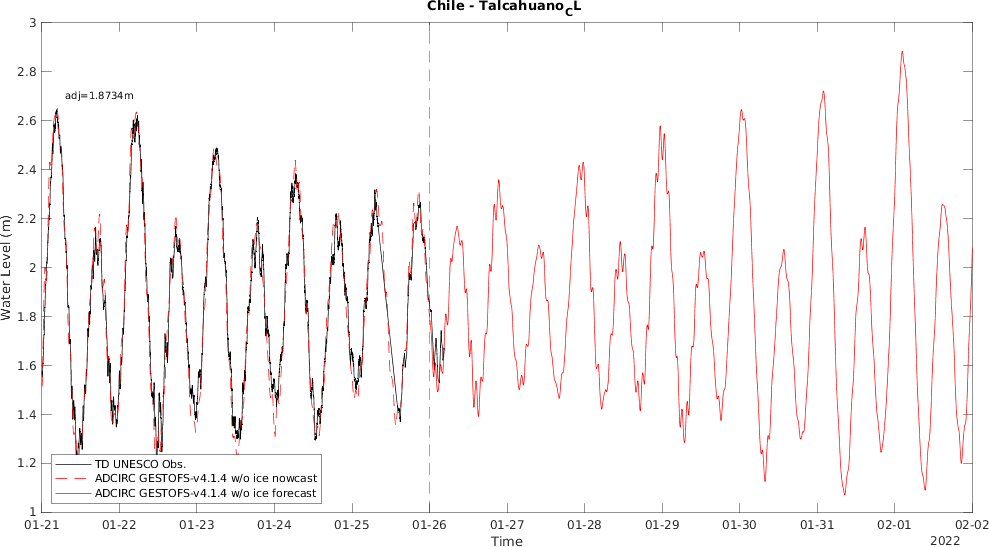 Chile - Talcahuano_CL
3
2.8
adj=1.8734m
2.6
2.4
2.2
2
1.8
1.6
1.4
1.2
1
Water Level (m)
TD UNESCO Obs.
ADCIRC GESTOFS-v4.1.4 w/o ice nowcast
ADCIRC GESTOFS-v4.1.4 w/o ice forecast
01-21 01-22 01-23 01-24 01-25 01-26 01-27 01-28 01-29 01-30 01-31 02-01 02-02
Time
2022